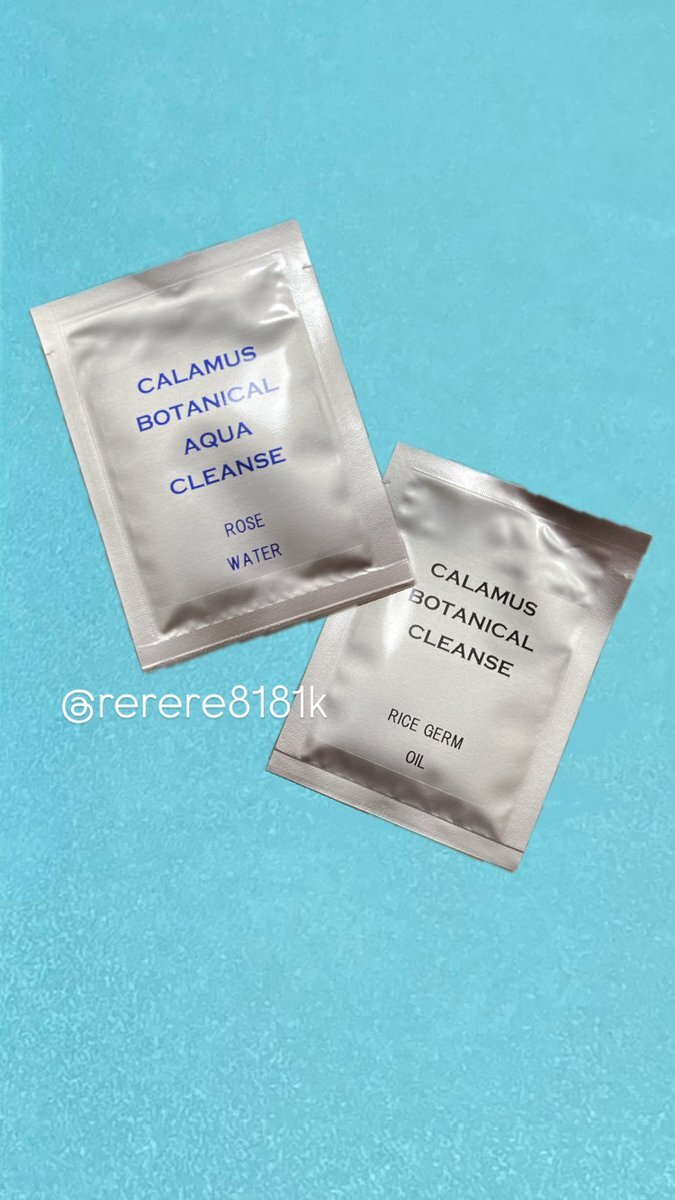 CALAMUS
BOTANICAL
AQUA
CLEANSE
ROSE
WATER
CALAMUS
BOTANICAL
CLEANSE
RICE GERM
OIL
@rerere8181k